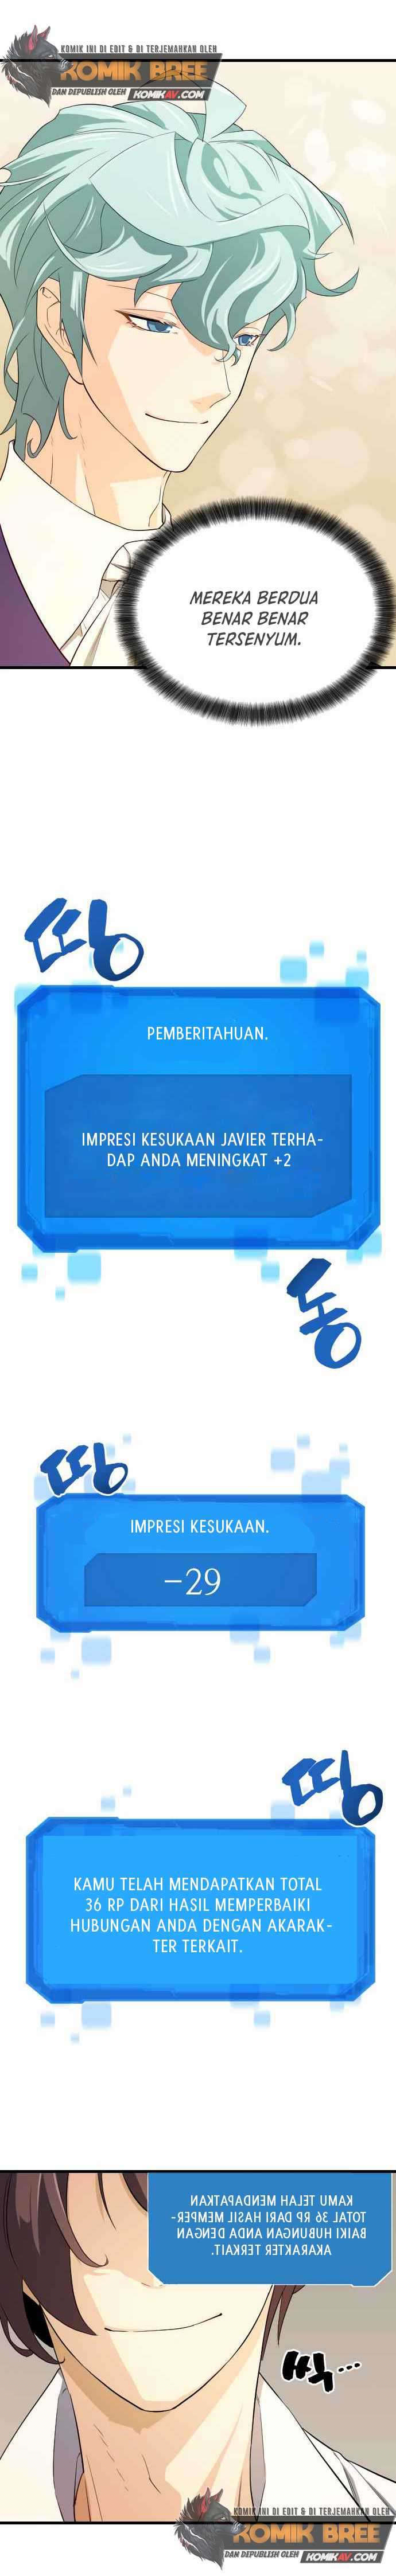 KOMIK INI DI EDIT & DI TERJEMAHKAN OLEH
KOMIK BREE
DAN DEPUBLISH OLEH KOMIKAV.COM
MEREKA BERDUA
BENAR BENAR
TERSENYUM.
띵
PEMBERITAHUAN.
IMPRESI KESUKAAN JAVIER TERHA-
DAP ANDA MENINGKAT +2
동
띵
IMPRESI KESUKAAN.
-29
띵
KAMU TELAH MENDAPATKAN TOTAL
36 RP DARI HASIL MEMPERBAIKI
HUBUNGAN ANDA DENGAN AKARAK-
TER TERKAIT.
KAMU TELAH MENDAPATKAN
TOTAL 36 RP DARI HASIL MEMPER-
BAIKI HUBUNGAN ANDA DENGAN
AKARAKTER TERKAIT.
씩...
KOMIK INI DI EDIT & DI TERJEMAHKAN OLEH
KOMIK BREE
DAN DEPUBLISH OLEH KOMIKAV.COM